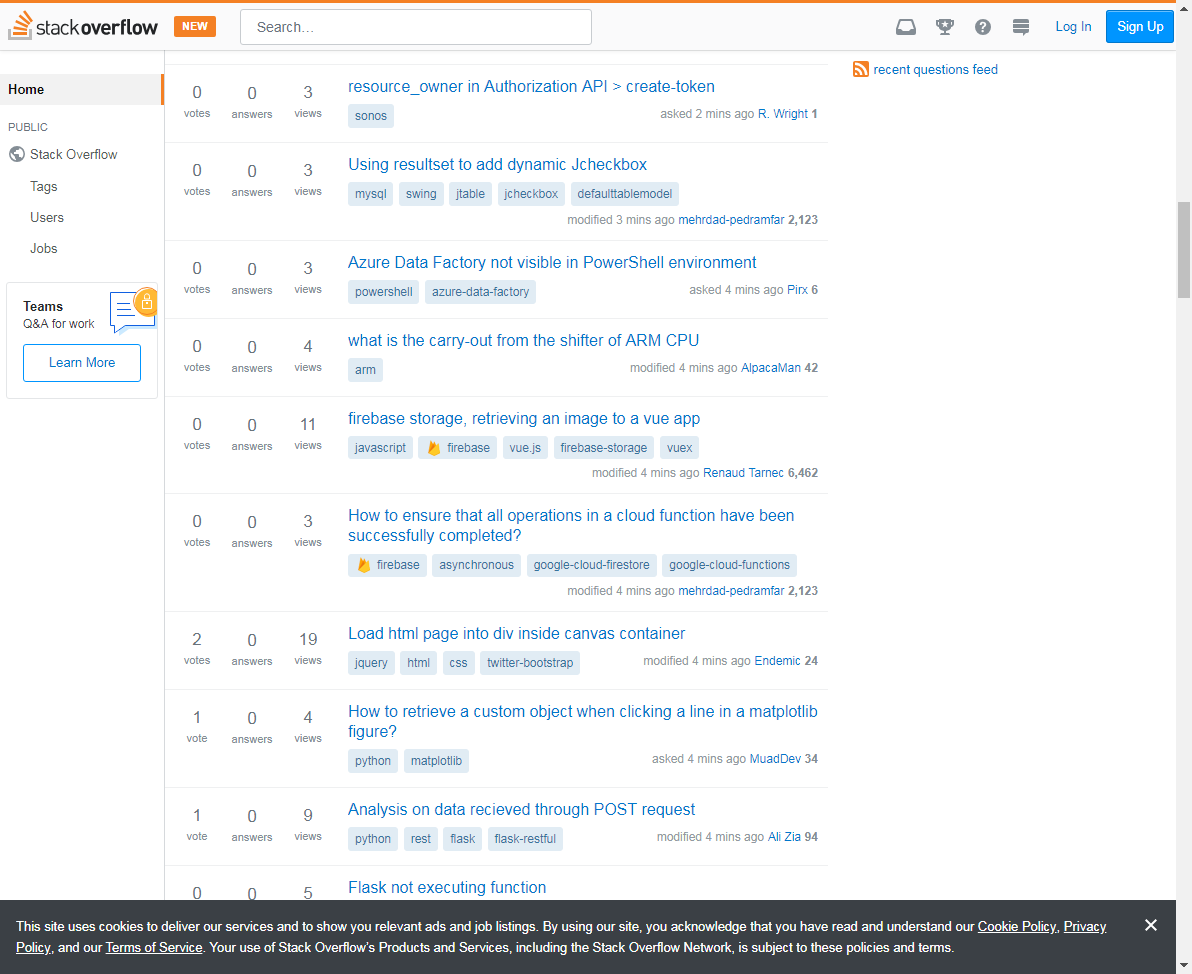 stackoverflow NEW Search... Log In Sign Up
Home
PUBLIC
Stack Overflow
Tags
Users
Jobs
Teams
Q&A for work
Learn More
recent questions feed
0 votes 0 answers 3 views
resource_owner in Authorization API > create-token
sonos
asked 2 mins ago R. Wright 1
0 votes 0 answers 3 views
Using resultset to add dynamic Jcheckbox
mysql swing jtable jcheckbox defaulttablemodel
modified 3 mins ago mehrdad-pedramfar 2,123
0 votes 0 answers 3 views
Azure Data Factory not visible in PowerShell environment
powershell azure-data-factory
asked 4 mins ago Pirx 6
0 votes 0 answers 4 views
what is the carry-out from the shifter of ARM CPU
arm
modified 4 mins ago AlpacaMan 42
0 votes 0 answers 11 views
firebase storage, retrieving an image to a vue app
javascript firebase vue.js firebase-storage vuex
modified 4 mins ago Renaud Tarnec 6,462
0 votes 0 answers 3 views
How to ensure that all operations in a cloud function have been
successfully completed?
firebase asynchronous google-cloud-firestore google-cloud-functions
modified 4 mins ago mehrdad-pedramfar 2,123
2 votes 0 answers 19 views
Load html page into div inside canvas container
jquery html css twitter-bootstrap
modified 4 mins ago Endemic 24
1 vote 0 answers 4 views
How to retrieve a custom object when clicking a line in a matplotlib
figure?
python matplotlib
asked 4 mins ago MuadDev 34
1 vote 0 answers 9 views
Analysis on data recieved through POST request
python rest flask flask-restful
modified 4 mins ago Ali Zia 94
0 0 5
Flask not executing function
This site uses cookies to deliver our services and to show you relevant ads and job listings. By using our site, you acknowledge that you have read and understand our Cookie Policy, Privacy
Policy, and our Terms of Service. Your use of Stack Overflow's Products and Services, including the Stack Overflow Network, is subject to these policies and terms.